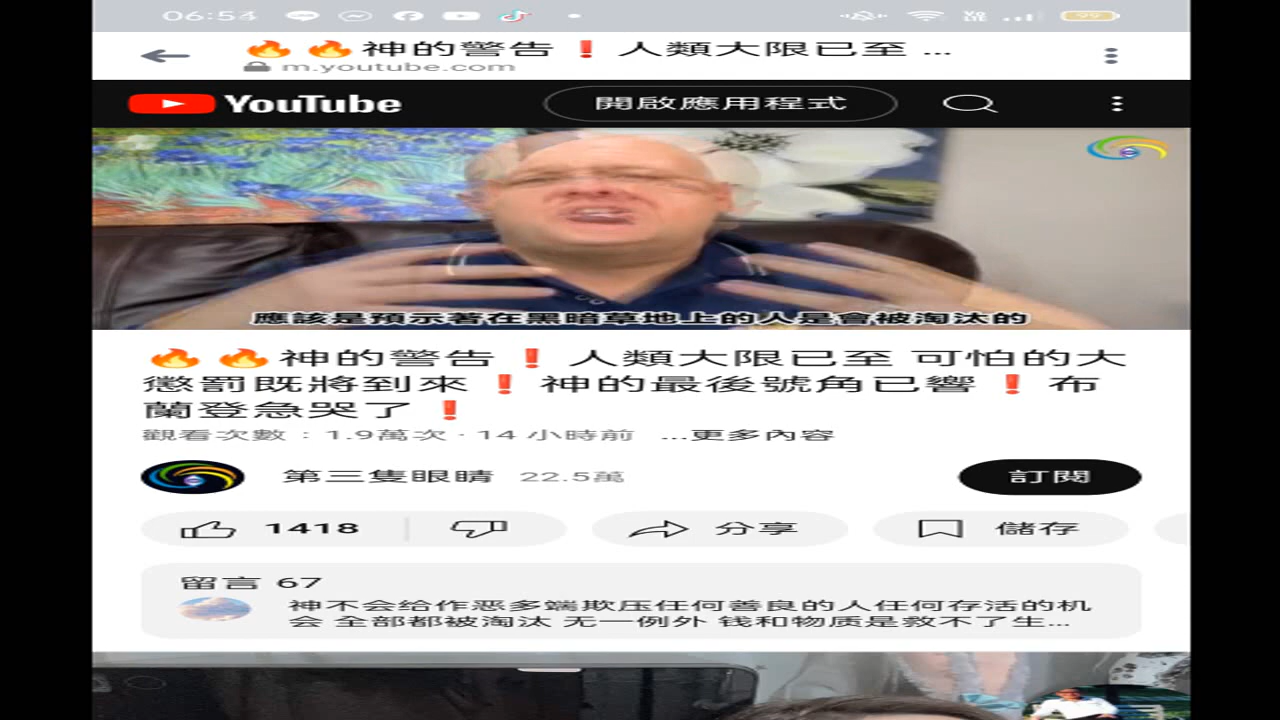 06:54
99
🔥🔥神的警告❗人類大限已至 ...
m.youtube.com
YouTube 開啟應用程式
應該是預示著在黑暗草地上的人是會被淘汰的
🔥🔥神的警告❗人類大限已至 可怕的大
懲罰既將到來❗神的最後號角已響❗布
蘭登急哭了❗
觀看次數：1.9萬次 · 14 小時前 ...更多內容
第三隻眼睛 22.5萬 訂閱
1418 分享 儲存
留言 67
神不会给作恶多端欺压任何善良的人任何存活的机
会 全部都被淘汰 无一例外 钱和物质是救不了生...